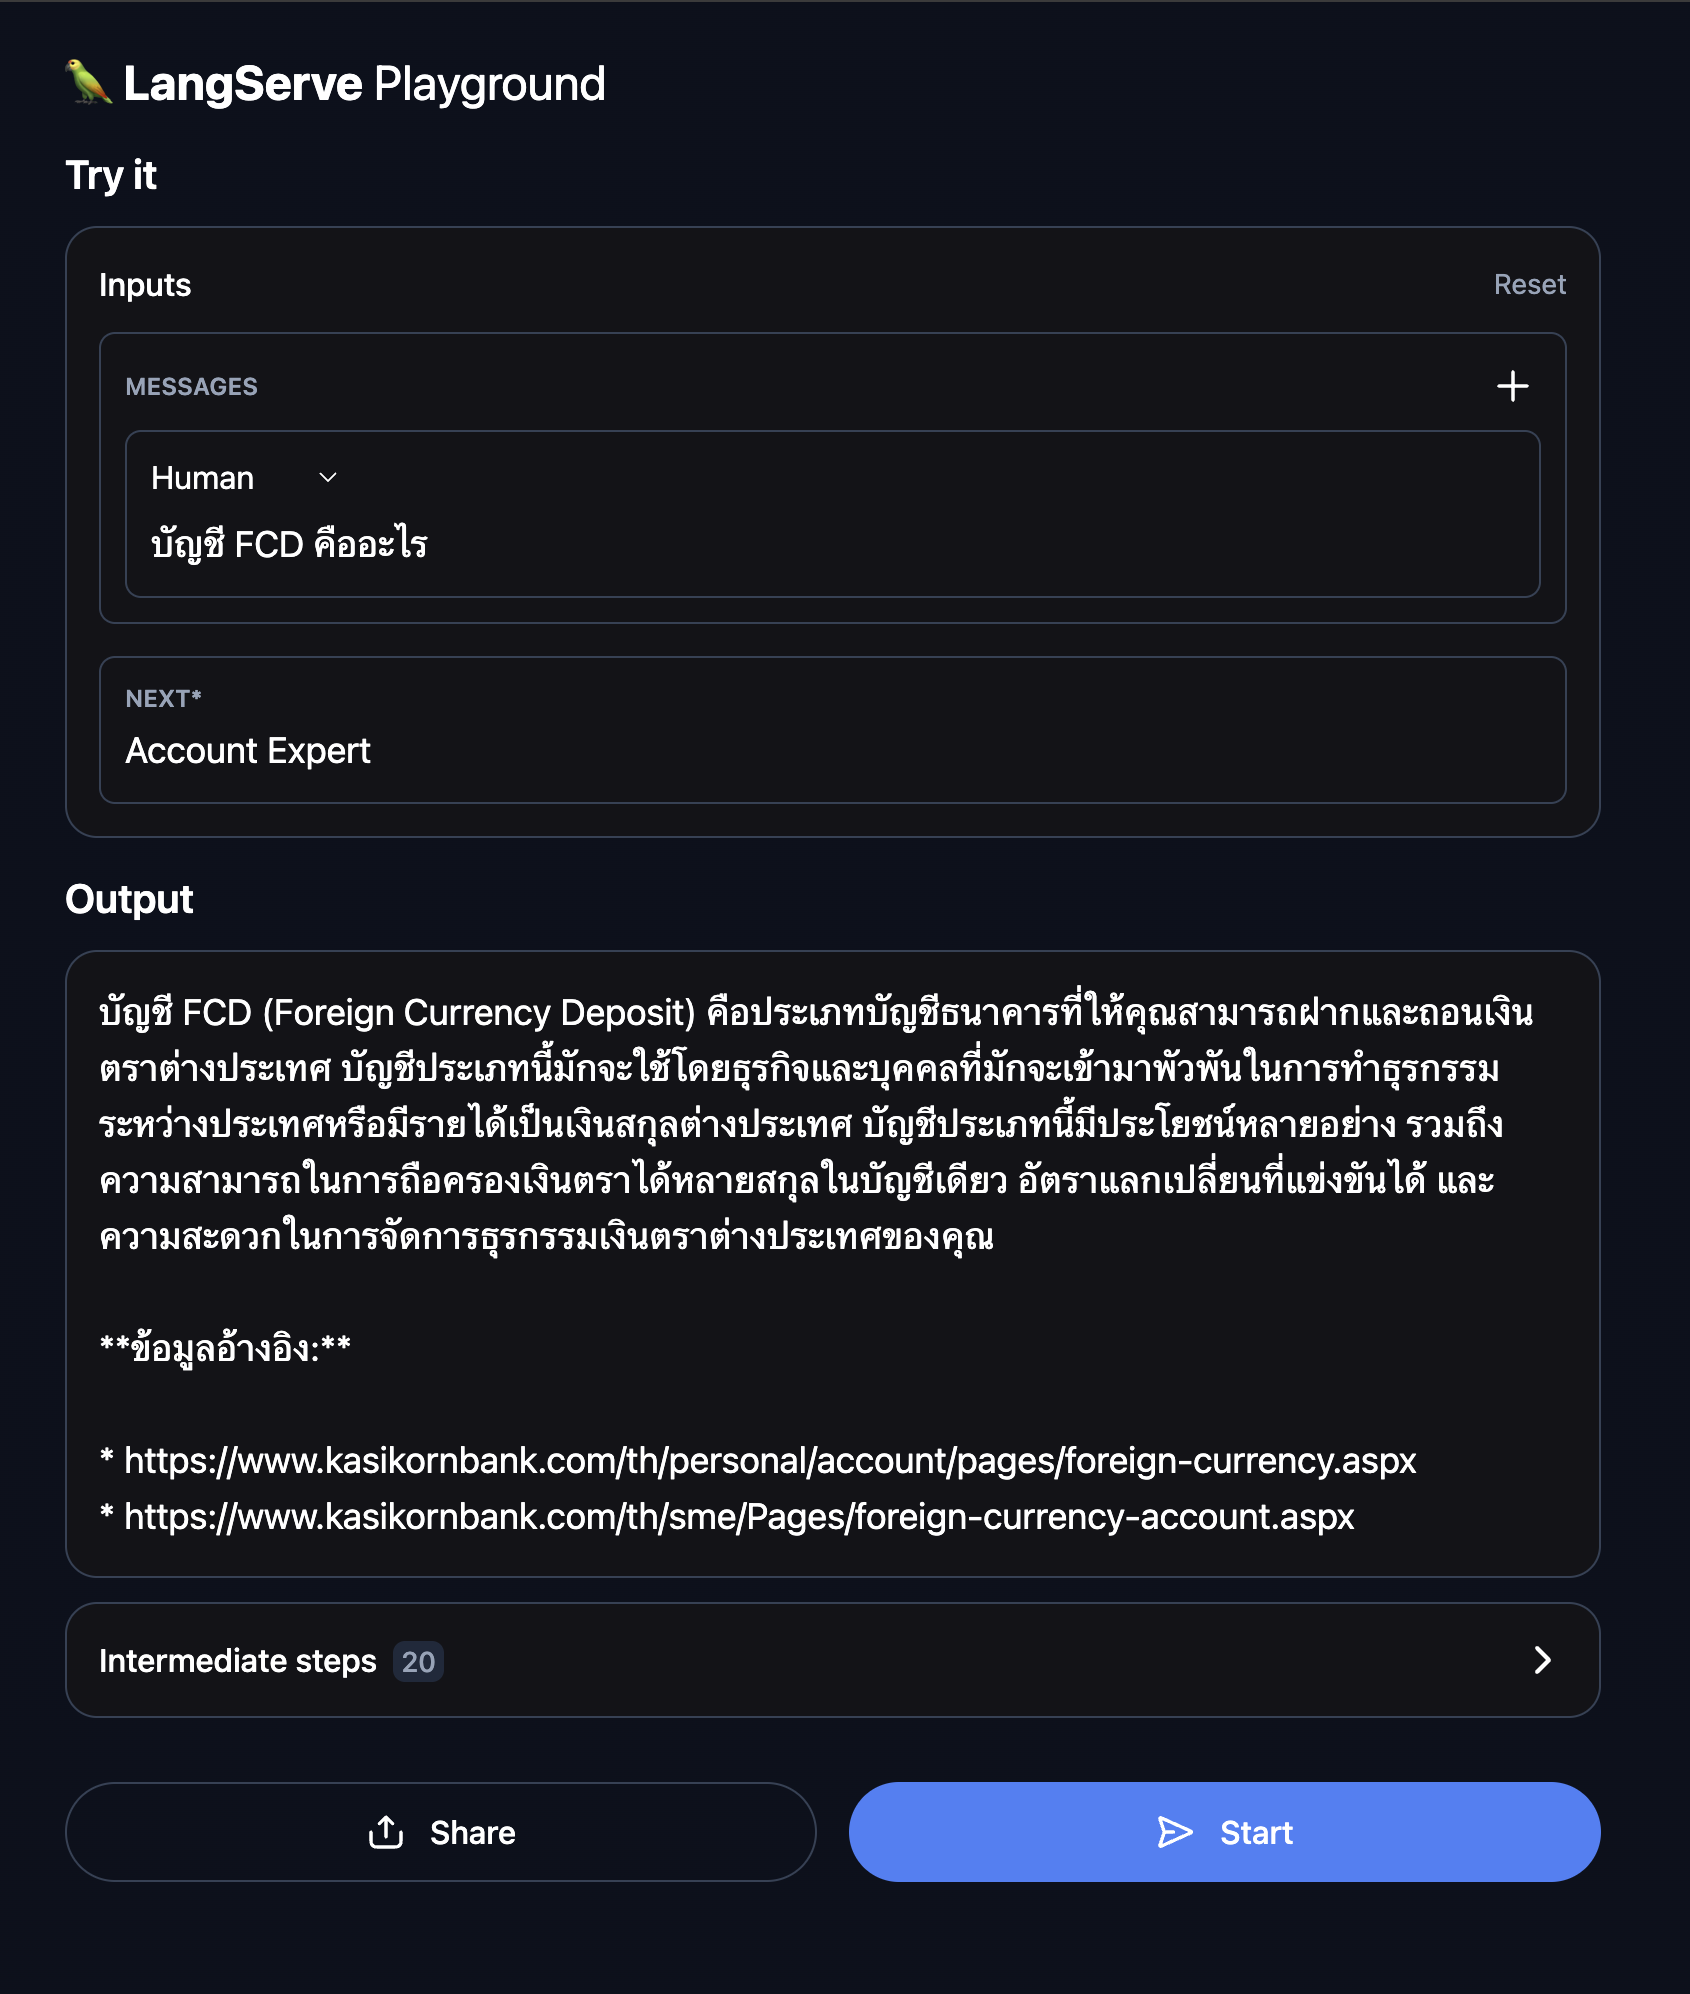 LangServe Playground
Try it
Inputs
Reset
MESSAGES
Human
บัญชี FCD คืออะไร
NEXT*
Account Expert
Output
บัญชี FCD (Foreign Currency Deposit) คือประเภทบัญชีธนาคารที่ให้คุณสามารถฝากและถอนเงิน
ตราต่างประเทศ บัญชีประเภทนี้มักจะใช้โดยธุรกิจและบุคคลที่มักจะเข้ามาพัวพันในการทำธุรกรรม
ระหว่างประเทศหรือมีรายได้เป็นเงินสกุลต่างประเทศ บัญชีประเภทนี้มีประโยชน์หลายอย่าง รวมถึง
ความสามารถในการถือครองเงินตราได้หลายสกุลในบัญชีเดียว อัตราแลกเปลี่ยนที่แข่งขันได้ และ
ความสะดวกในการจัดการธุรกรรมเงินตราต่างประเทศของคุณ
**ข้อมูลอ้างอิง:**
* https://www.kasikornbank.com/th/personal/account/pages/foreign-currency.aspx
* https://www.kasikornbank.com/th/sme/Pages/foreign-currency-account.aspx
Intermediate steps 20
Share
Start